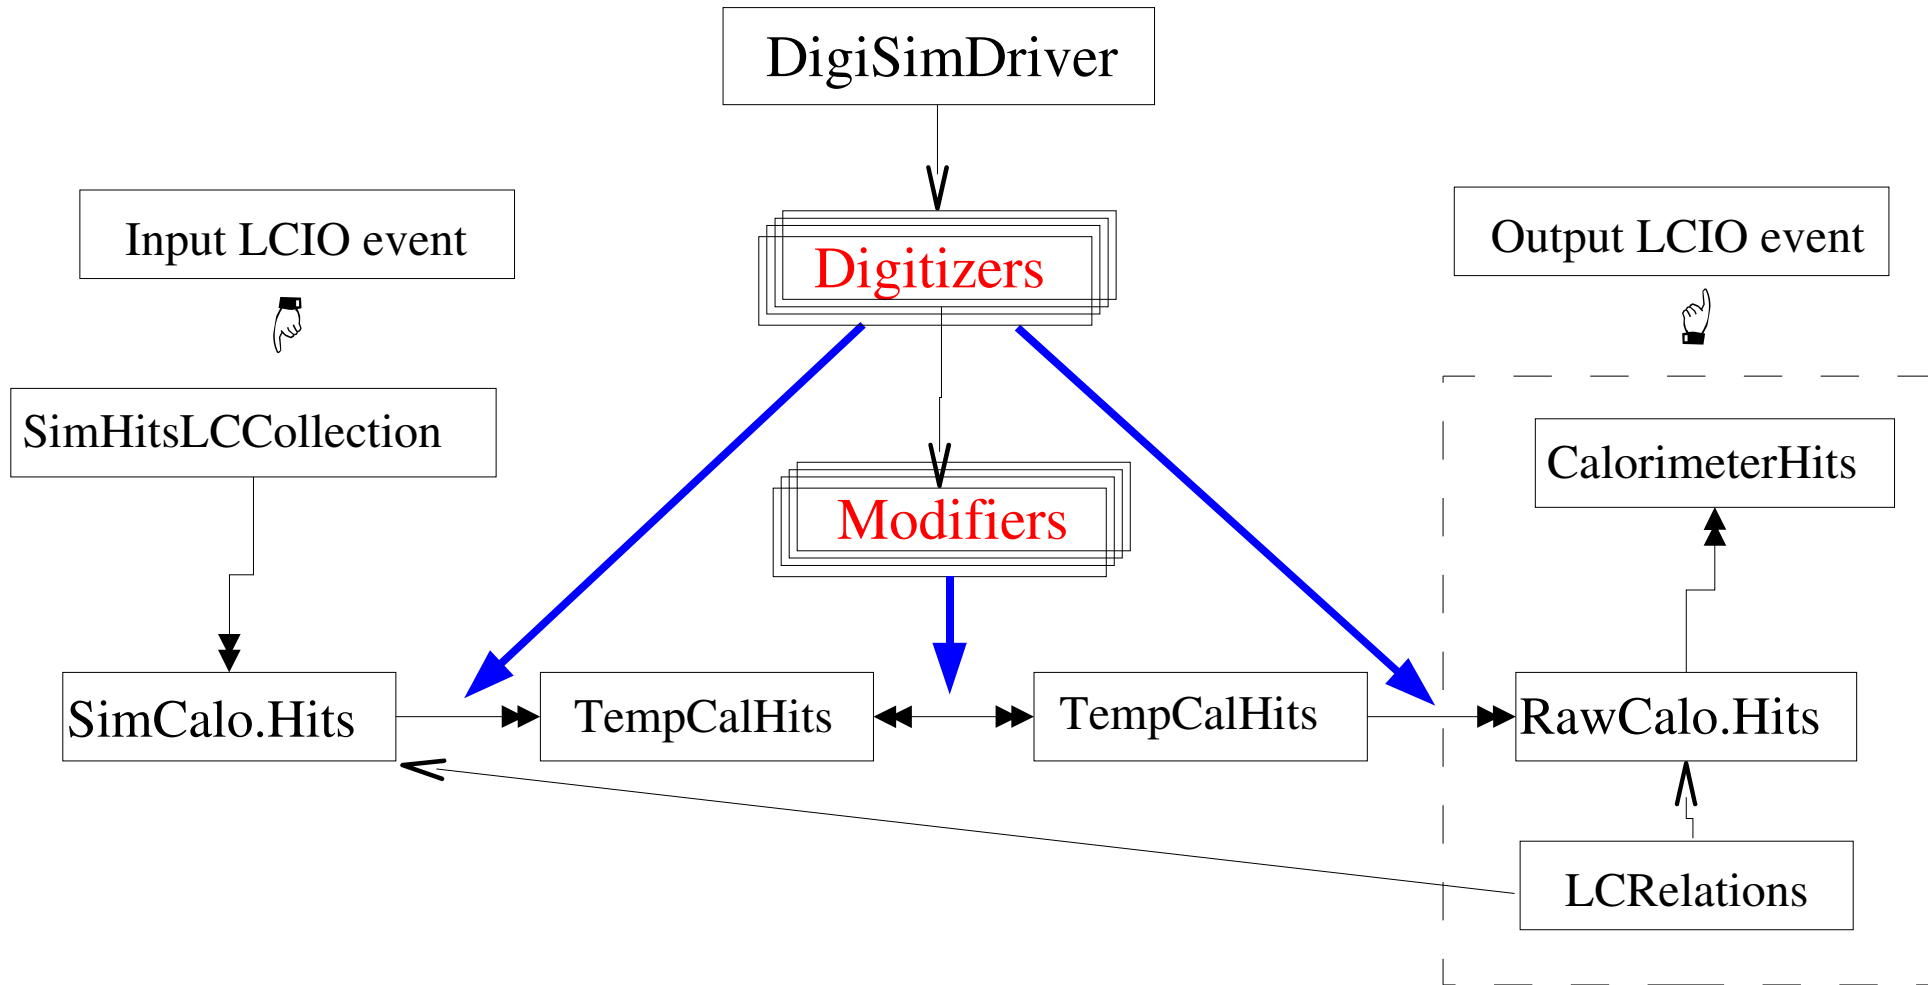 DigiSimDriver
Input LCIO event
Digitizers
Output LCIO event
SimHitsLCCollection
CalorimeterHits
Modifiers
SimCalo.Hits
TempCalHits
TempCalHits
RawCalo.Hits
LCRelations